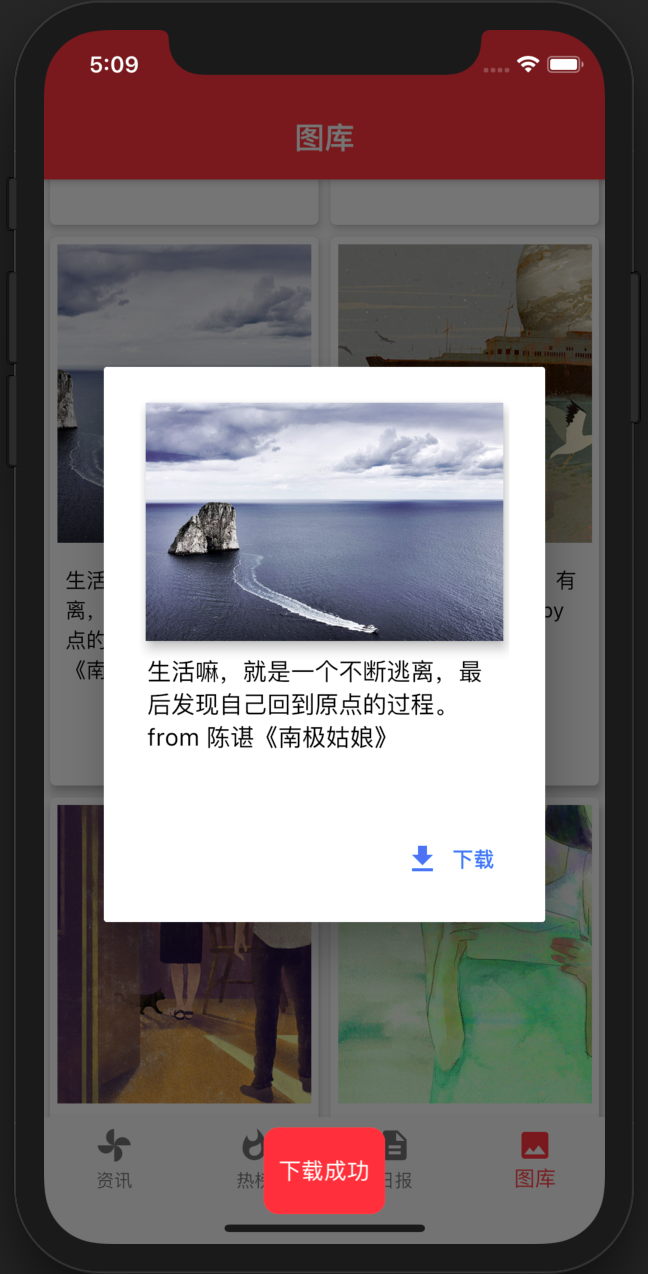 5:09
图库
生活
离，
点的
《南
有
by
生活嘛，就是一个不断逃离，最
后发现自己回到原点的过程。
from 陈谌《南极姑娘》
下载
资讯
热榜
日报
图库
下载成功